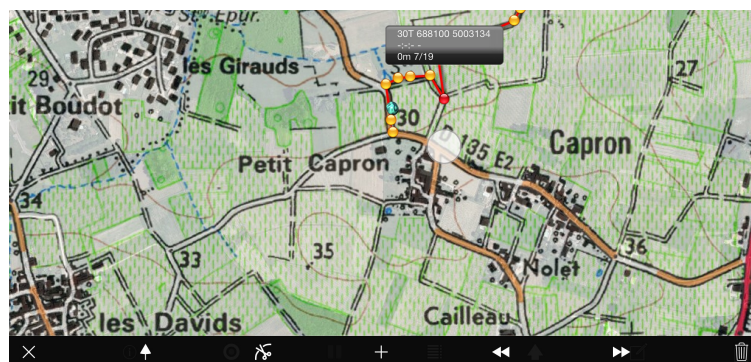 St Epur.
30T 688100 5003134
-:-:- -
0m 7/19
les Girauds
29
27
it Boudot
30
D 135 E2
Capron
Petit Capron
34
33
35
36
Nolet
les Davids
Cailleau